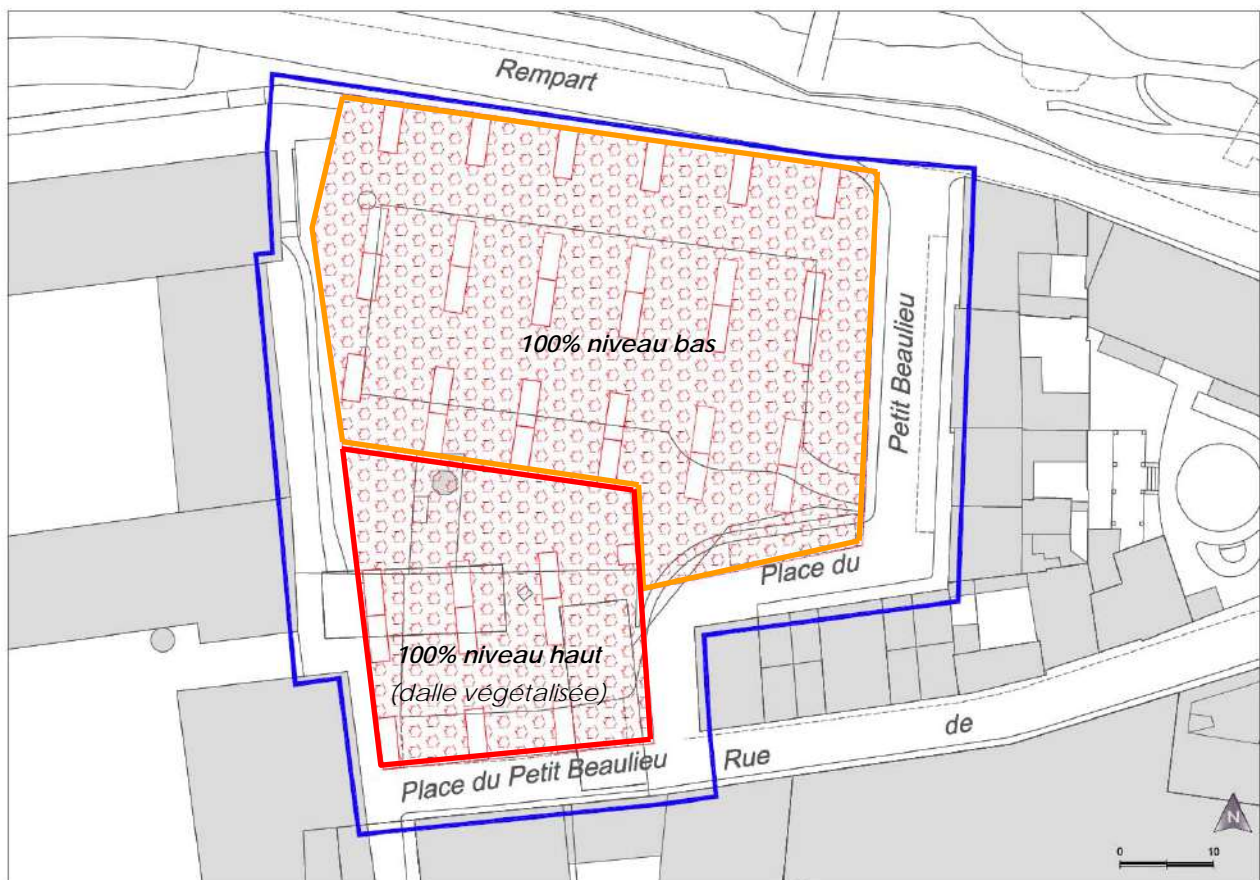 Rempart
100% niveau bas
Petit Beaulieu
Place du
100% niveau haut
(dalle végétalisée)
Place du Petit Beaulieu
Rue
de
N
0
10